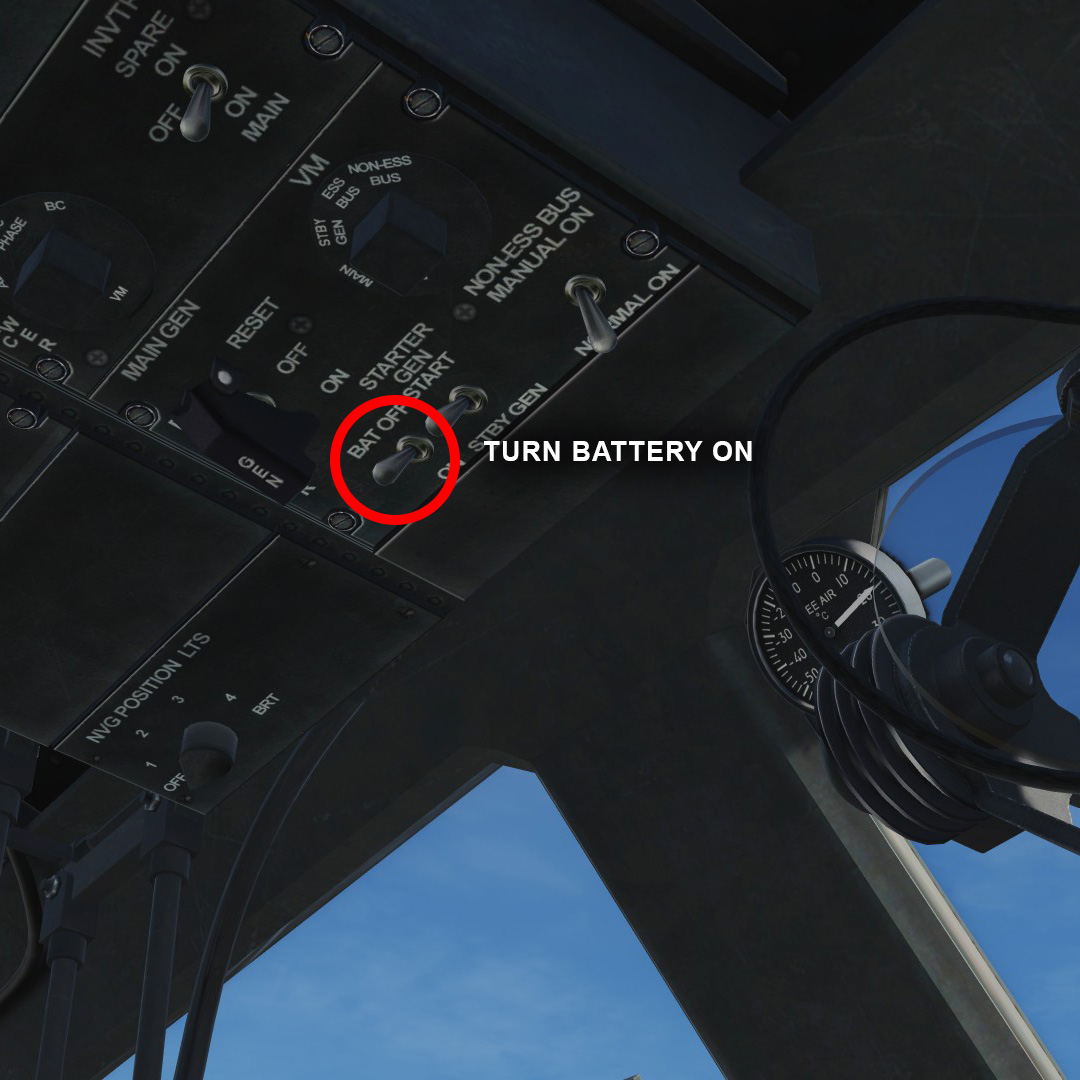 INVTR
SPARE
ON
OFF
ON
MAIN
VM
NON-ESS
BUS
ESS
BUS
STBY
GEN
MAIN
BC
PHASE
VM
NON-ESS BUS
MANUAL ON
NORMAL ON
MAIN GEN
RESET
OFF
ON
STARTER
GEN
START
BAT OFF
ON
STBY GEN
GEN
TURN BATTERY ON
0
10
20
30
EE AIR
°C
-30
-40
-50
NVG POSITION LTS
1
2
3
4
BRT
OFF